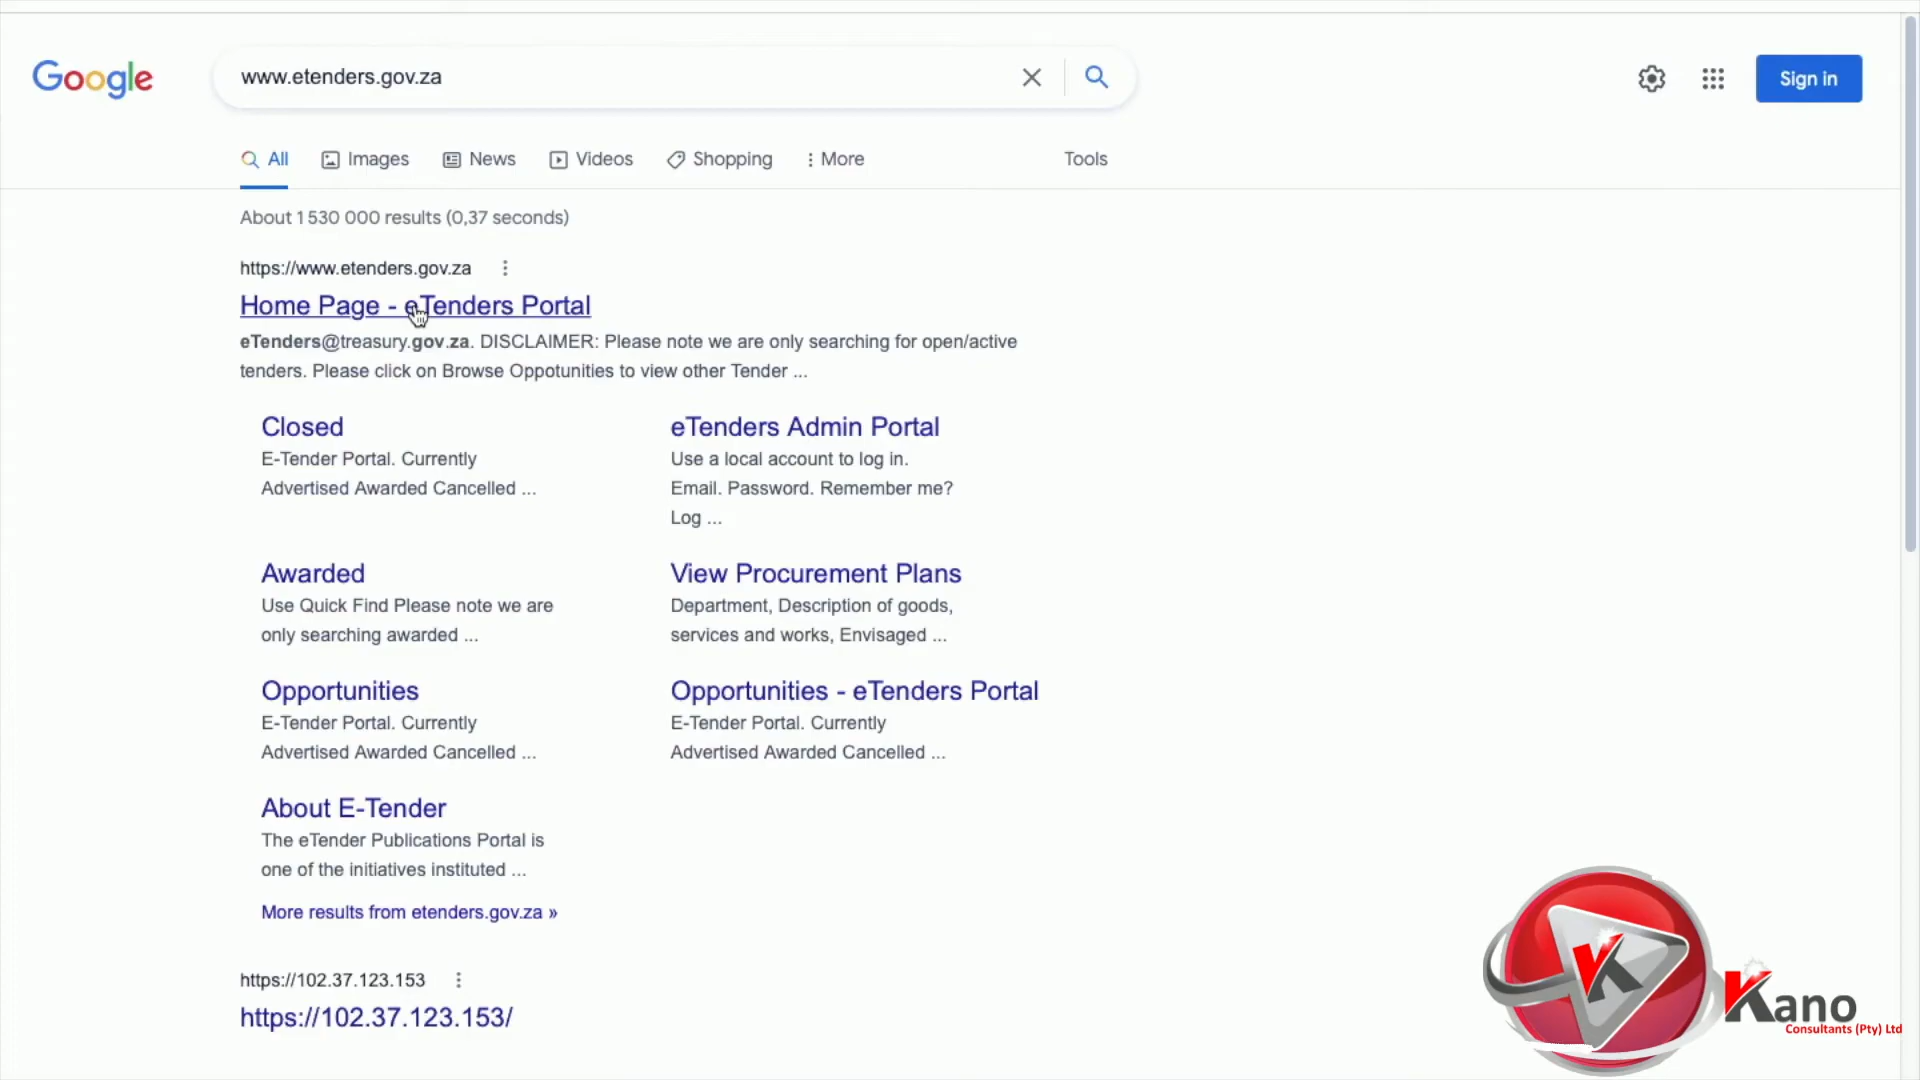 Google
www.etenders.gov.za
Sign in
All
Images
News
Videos
Shopping
More
Tools
About 1 530 000 results (0,37 seconds)
https://www.etenders.gov.za
Home Page - eTenders Portal
eTenders@treasury.gov.za. DISCLAIMER: Please note we are only searching for open/active
tenders. Please click on Browse Oppotunities to view other Tender ...
Closed
E-Tender Portal. Currently
Advertised Awarded Cancelled ...
eTenders Admin Portal
Use a local account to log in.
Email. Password. Remember me?
Log ...
Awarded
Use Quick Find Please note we are
only searching awarded ...
View Procurement Plans
Department, Description of goods,
services and works, Envisaged ...
Opportunities
E-Tender Portal. Currently
Advertised Awarded Cancelled ...
Opportunities - eTenders Portal
E-Tender Portal. Currently
Advertised Awarded Cancelled ...
About E-Tender
The eTender Publications Portal is
one of the initiatives instituted ...
More results from etenders.gov.za »
https://102.37.123.153
https://102.37.123.153/
K
Kano
Consultants (Pty) Ltd